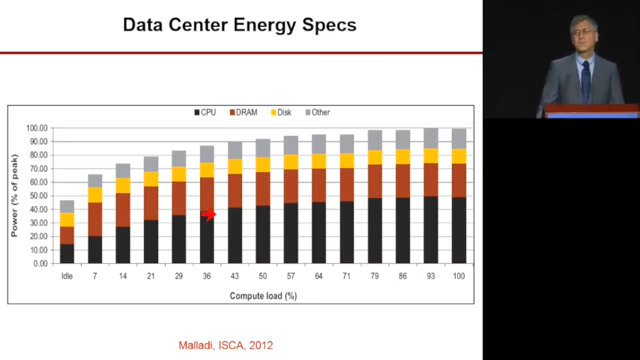 Data Center Energy Specs
CPU DRAM Disk Other
100.00
90.00
80.00
70.00
60.00
50.00
40.00
30.00
20.00
10.00
0.00
Power (% of peak)
Idle 7 14 21 29 36 43 50 57 64 71 79 86 93 100
Compute load (%)
Malladi, ISCA, 2012